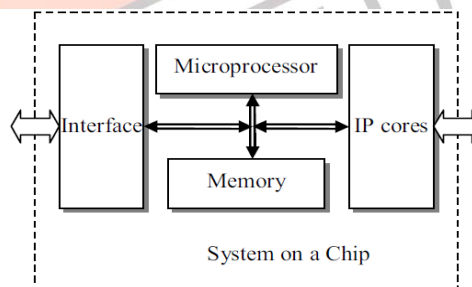 Microprocessor
Interface
IP cores
Memory
System on a Chip